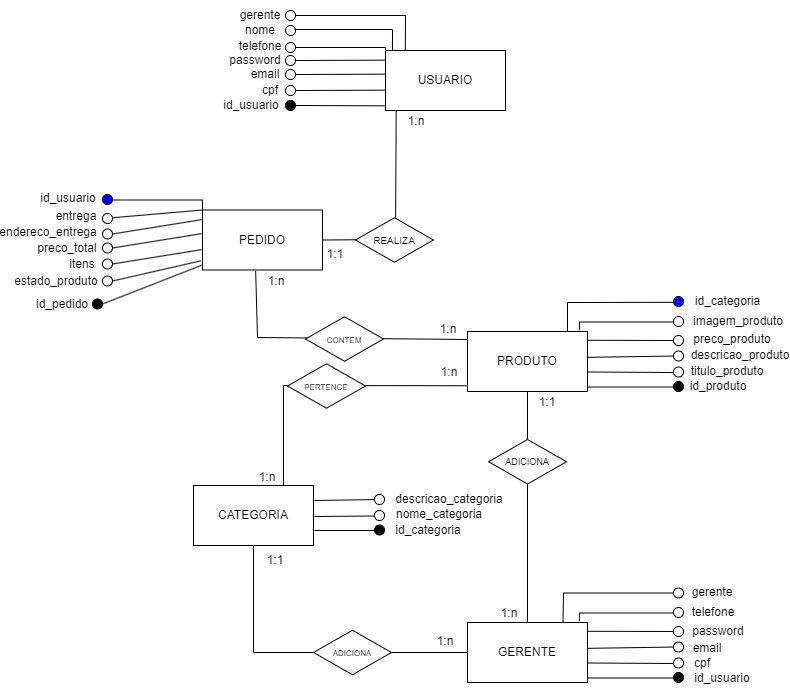 gerente
nome
telefone
password
email
cpf
id_usuario
USUARIO
1:n
id_usuario
entrega
endereco_entrega
preco_total
itens
estado_produto
id_pedido
PEDIDO
1:1
REALIZA
1:n
CONTEM
1:n
id_categoria
imagem_produto
preco_produto
descricao_produto
titulo_produto
id_produto
PRODUTO
1:n
PERTENCE
1:1
ADICIONA
1:n
CATEGORIA
descricao_categoria
nome_categoria
id_categoria
1:1
ADICIONA
1:n
1:n
GERENTE
gerente
telefone
password
email
cpf
id_usuario